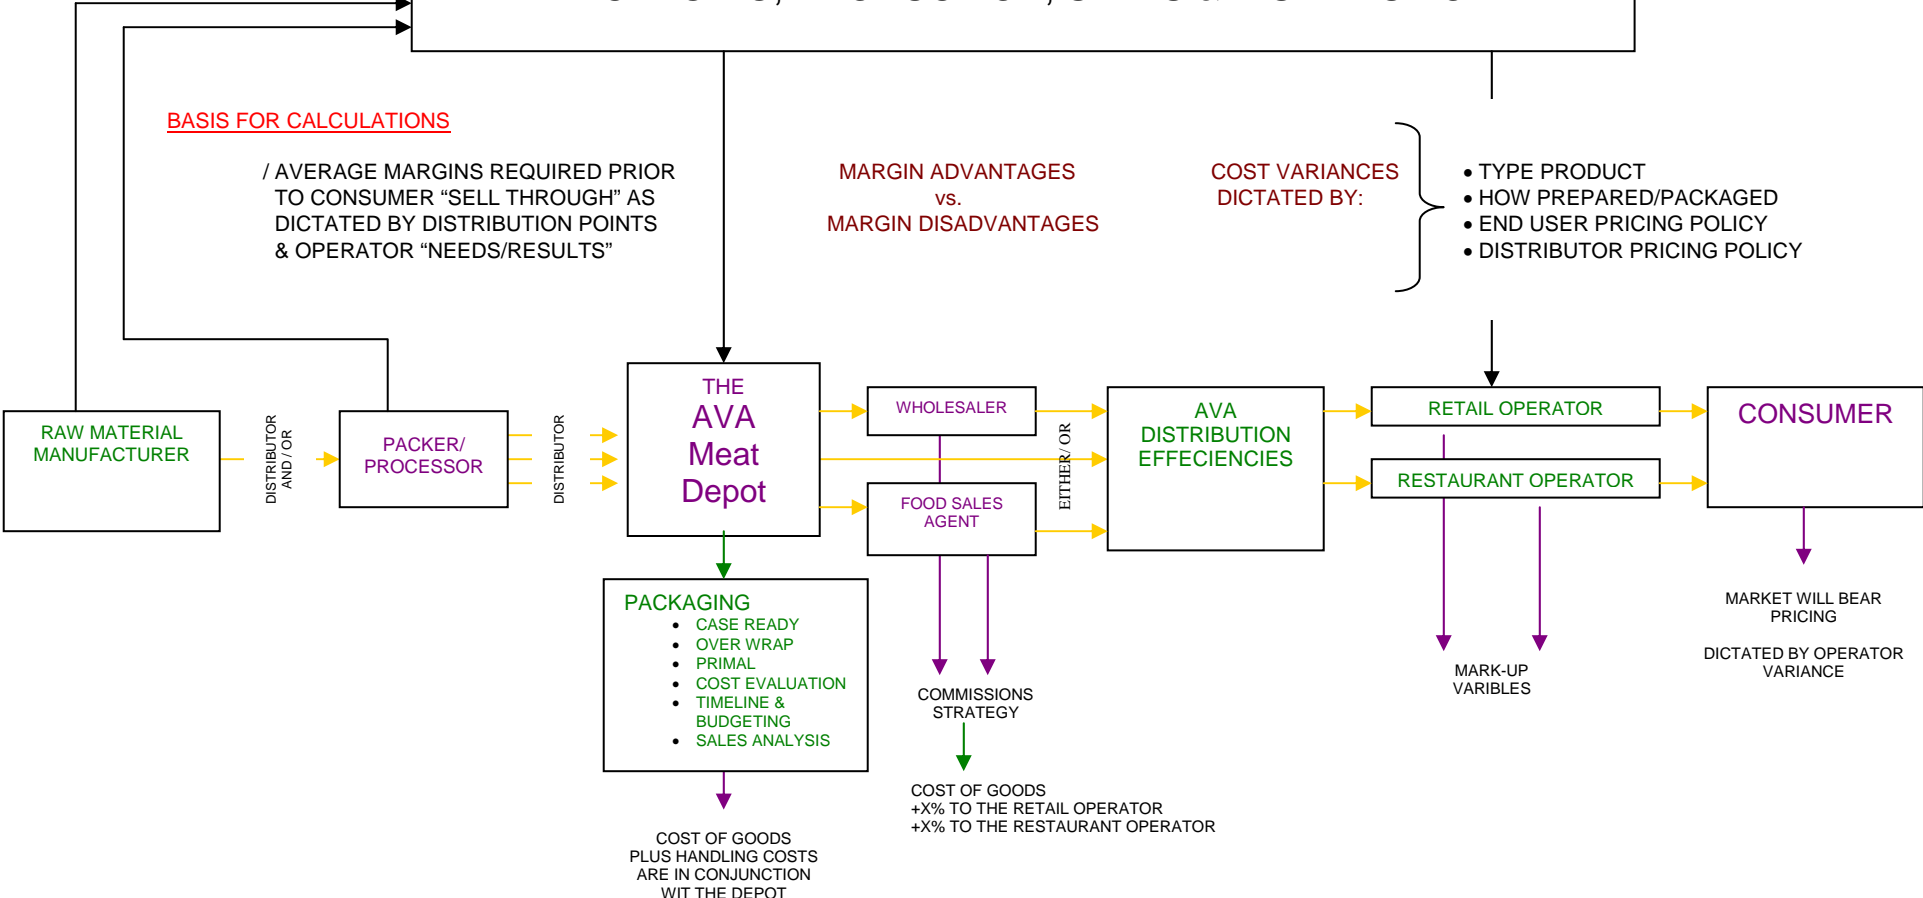 BASIS FOR CALCULATIONS
/ AVERAGE MARGINS REQUIRED PRIOR
TO CONSUMER “SELL THROUGH” AS
DICTATED BY DISTRIBUTION POINTS
& OPERATOR “NEEDS/RESULTS”
MARGIN ADVANTAGES
vs.
MARGIN DISADVANTAGES
COST VARIANCES
DICTATED BY:
• TYPE PRODUCT
• HOW PREPARED/PACKAGED
• END USER PRICING POLICY
• DISTRIBUTOR PRICING POLICY
RAW MATERIAL
MANUFACTURER
DISTRIBUTOR
AND / OR
PACKER/
PROCESSOR
DISTRIBUTOR
THE
AVA
Meat
Depot
WHOLESALER
FOOD SALES
AGENT
EITHER/ OR
AVA
DISTRIBUTION
EFFECIENCIES
RETAIL OPERATOR
RESTAURANT OPERATOR
CONSUMER
PACKAGING
• CASE READY
• OVER WRAP
• PRIMAL
• COST EVALUATION
• TIMELINE &
BUDGETING
• SALES ANALYSIS
COST OF GOODS
PLUS HANDLING COSTS
ARE IN CONJUNCTION
WIT THE DEPOT
COMMISSIONS
STRATEGY
COST OF GOODS
+X% TO THE RETAIL OPERATOR
+X% TO THE RESTAURANT OPERATOR
MARK-UP
VARIBLES
MARKET WILL BEAR
PRICING
DICTATED BY OPERATOR
VARIANCE